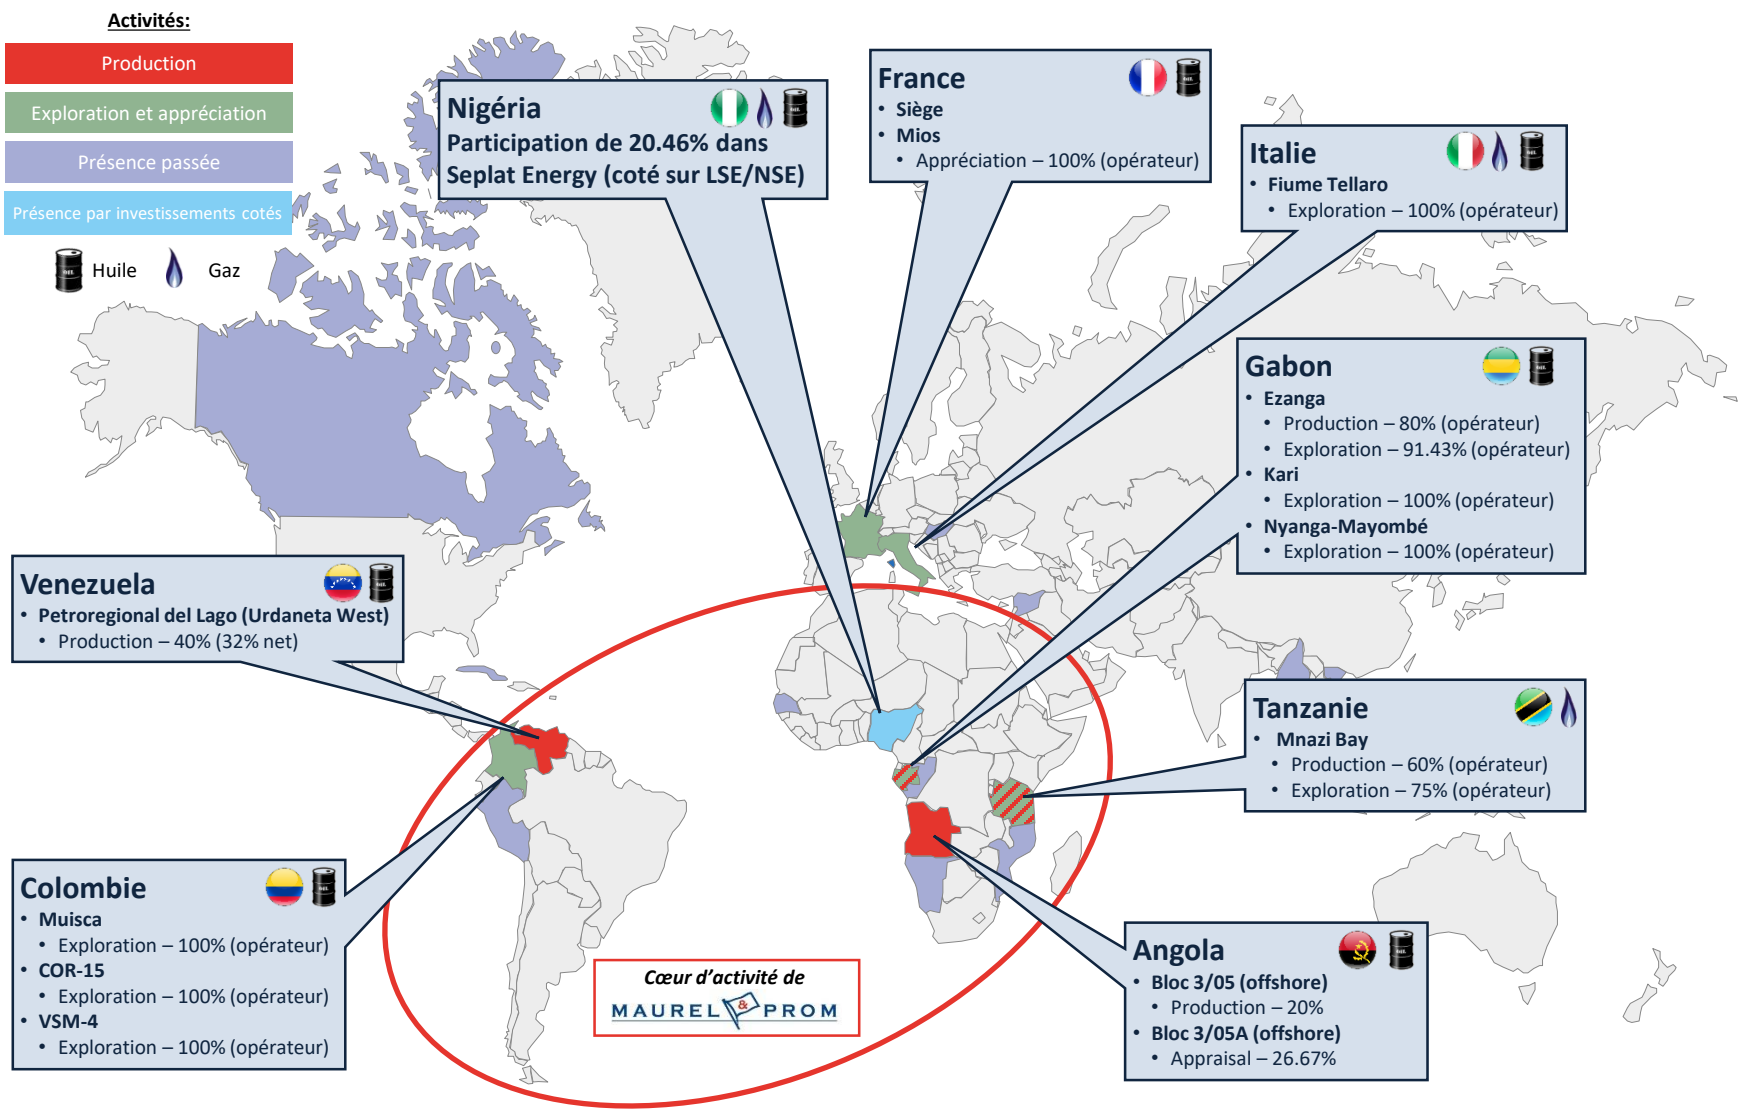 Activités:
Production
Exploration et appréciation
Présence passée
Présence par investissements cotés
Huile
Gaz
Nigéria
Participation de 20.46% dans
Seplat Energy (coté sur LSE/NSE)
France
• Siège
• Mios
• Appréciation – 100% (opérateur)
Italie
• Fiume Tellaro
• Exploration – 100% (opérateur)
Gabon
• Ezanga
• Production – 80% (opérateur)
• Exploration – 91.43% (opérateur)
• Kari
• Exploration – 100% (opérateur)
• Nyanga-Mayombé
• Exploration – 100% (opérateur)
Venezuela
• Petroregional del Lago (Urdaneta West)
• Production – 40% (32% net)
Tanzanie
• Mnazi Bay
• Production – 60% (opérateur)
• Exploration – 75% (opérateur)
Colombie
• Muisca
• Exploration – 100% (opérateur)
• COR-15
• Exploration – 100% (opérateur)
• VSM-4
• Exploration – 100% (opérateur)
Angola
• Bloc 3/05 (offshore)
• Production – 20%
• Bloc 3/05A (offshore)
• Appraisal – 26.67%
Cœur d'activité de
MAUREL & PROM